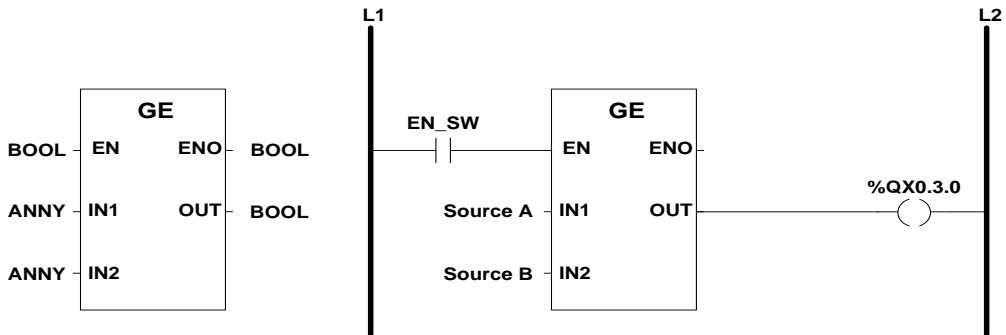 L1
L2
GE
BOOL EN ENO BOOL
ANNY IN1 OUT BOOL
ANNY IN2
EN_SW
GE
EN ENO
Source A IN1 OUT
Source B IN2
%QX0.3.0